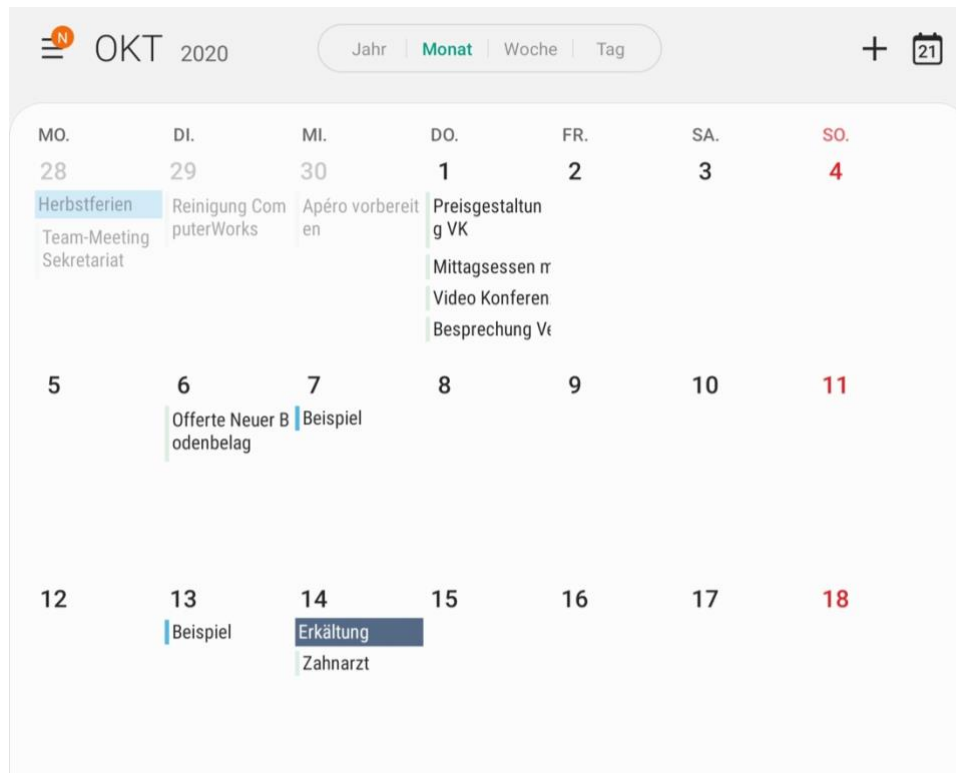 N
OKT 2020
Jahr Monat Woche Tag
21
MO. DI. MI. DO. FR. SA. SO.
28 29 30 1 2 3 4
Herbstferien
Team-Meeting
Sekretariat
Reinigung Com
puterWorks
Apéro vorbereit
en
Preisgestaltun
g VK
Mittagsessen
Video Konferen
Besprechung
5 6 7 8 9 10 11
Offerte Neuer B
odenbelag
Beispiel
12 13 14 15 16 17 18
Beispiel
Erkältung
Zahnarzt